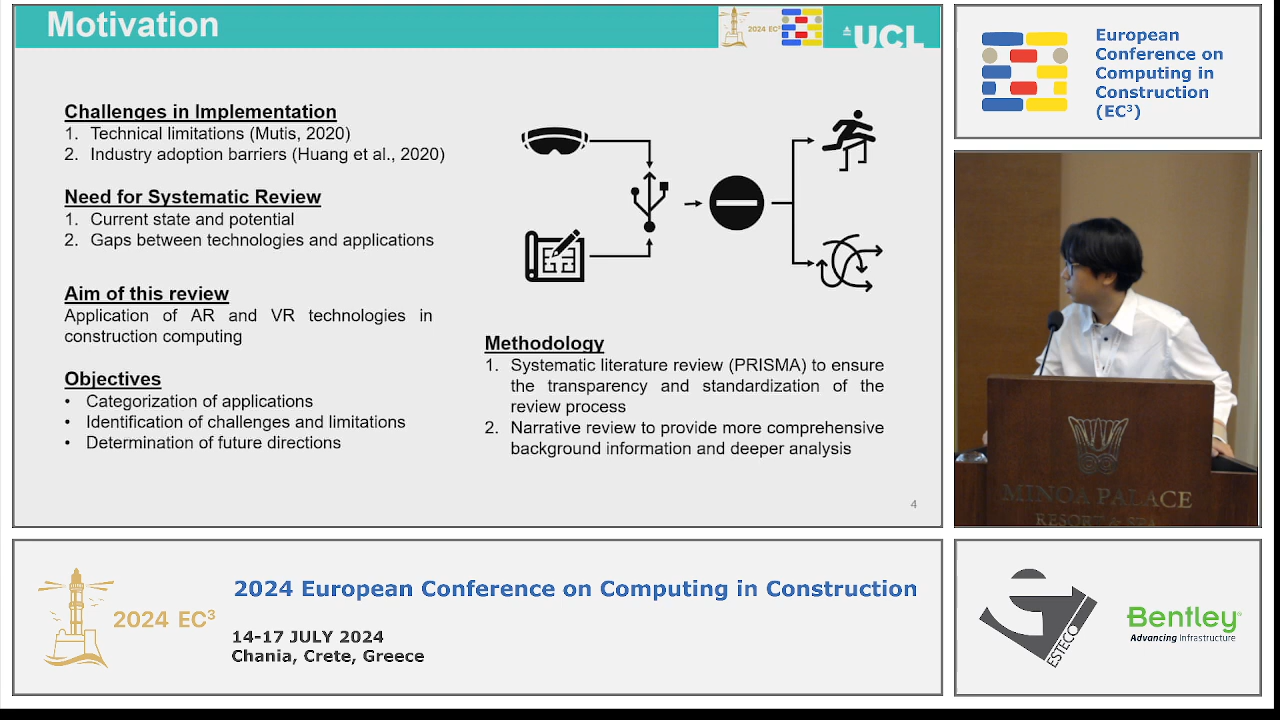 Motivation
2024 EC³
UCL
Challenges in Implementation
1. Technical limitations (Mutis, 2020)
2. Industry adoption barriers (Huang et al., 2020)
Need for Systematic Review
1. Current state and potential
2. Gaps between technologies and applications
Aim of this review
Application of AR and VR technologies in
construction computing
Objectives
• Categorization of applications
• Identification of challenges and limitations
• Determination of future directions
Methodology
1. Systematic literature review (PRISMA) to ensure
the transparency and standardization of the
review process
2. Narrative review to provide more comprehensive
background information and deeper analysis
4
European
Conference on
Computing in
Construction
(EC³)
MINOA PALACE
RESORT & SPA
2024 EC³
2024 European Conference on Computing in Construction
14-17 JULY 2024
Chania, Crete, Greece
ESTECO
Bentley®
Advancing Infrastructure